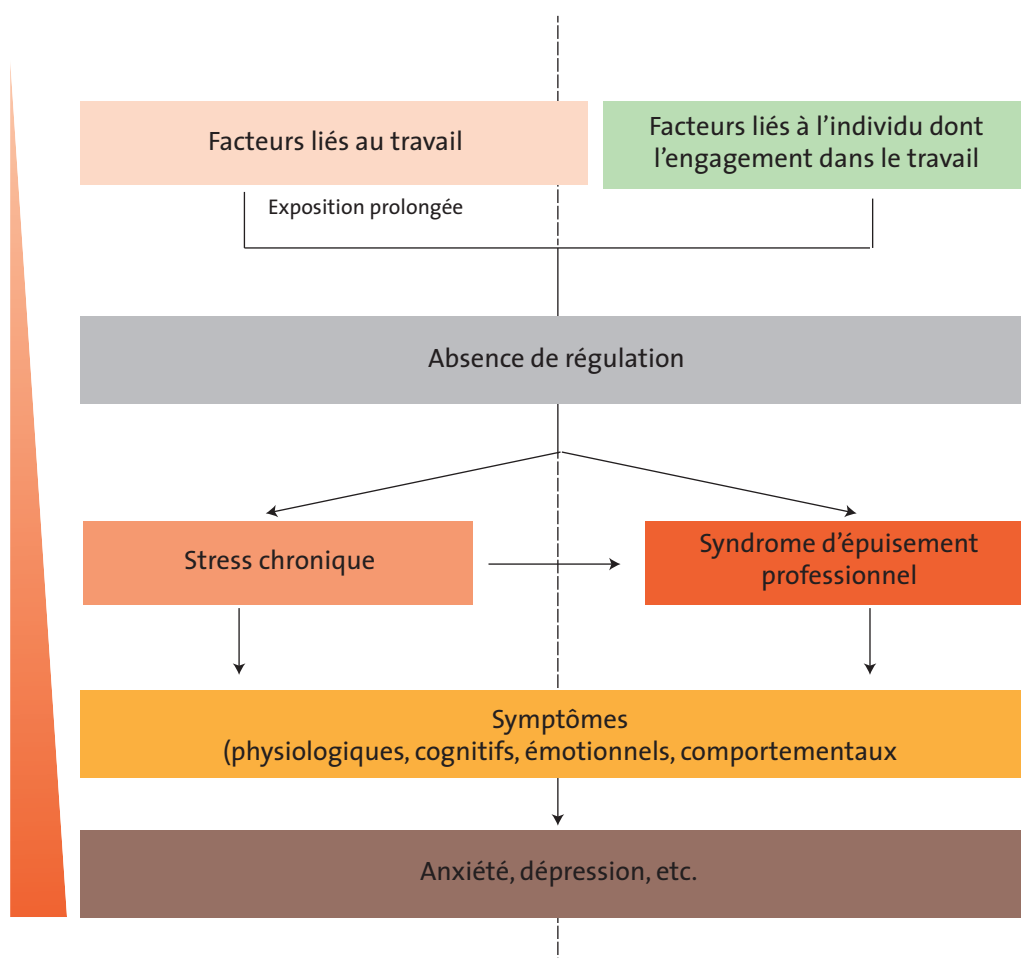 Facteurs liés au travail
Facteurs liés à l’individu dont
l’engagement dans le travail
Exposition prolongée
Absence de régulation
Stress chronique
Syndrome d’épuisement
professionnel
Symptômes
(physiologiques, cognitifs, émotionnels, comportementaux
Anxiété, dépression, etc.